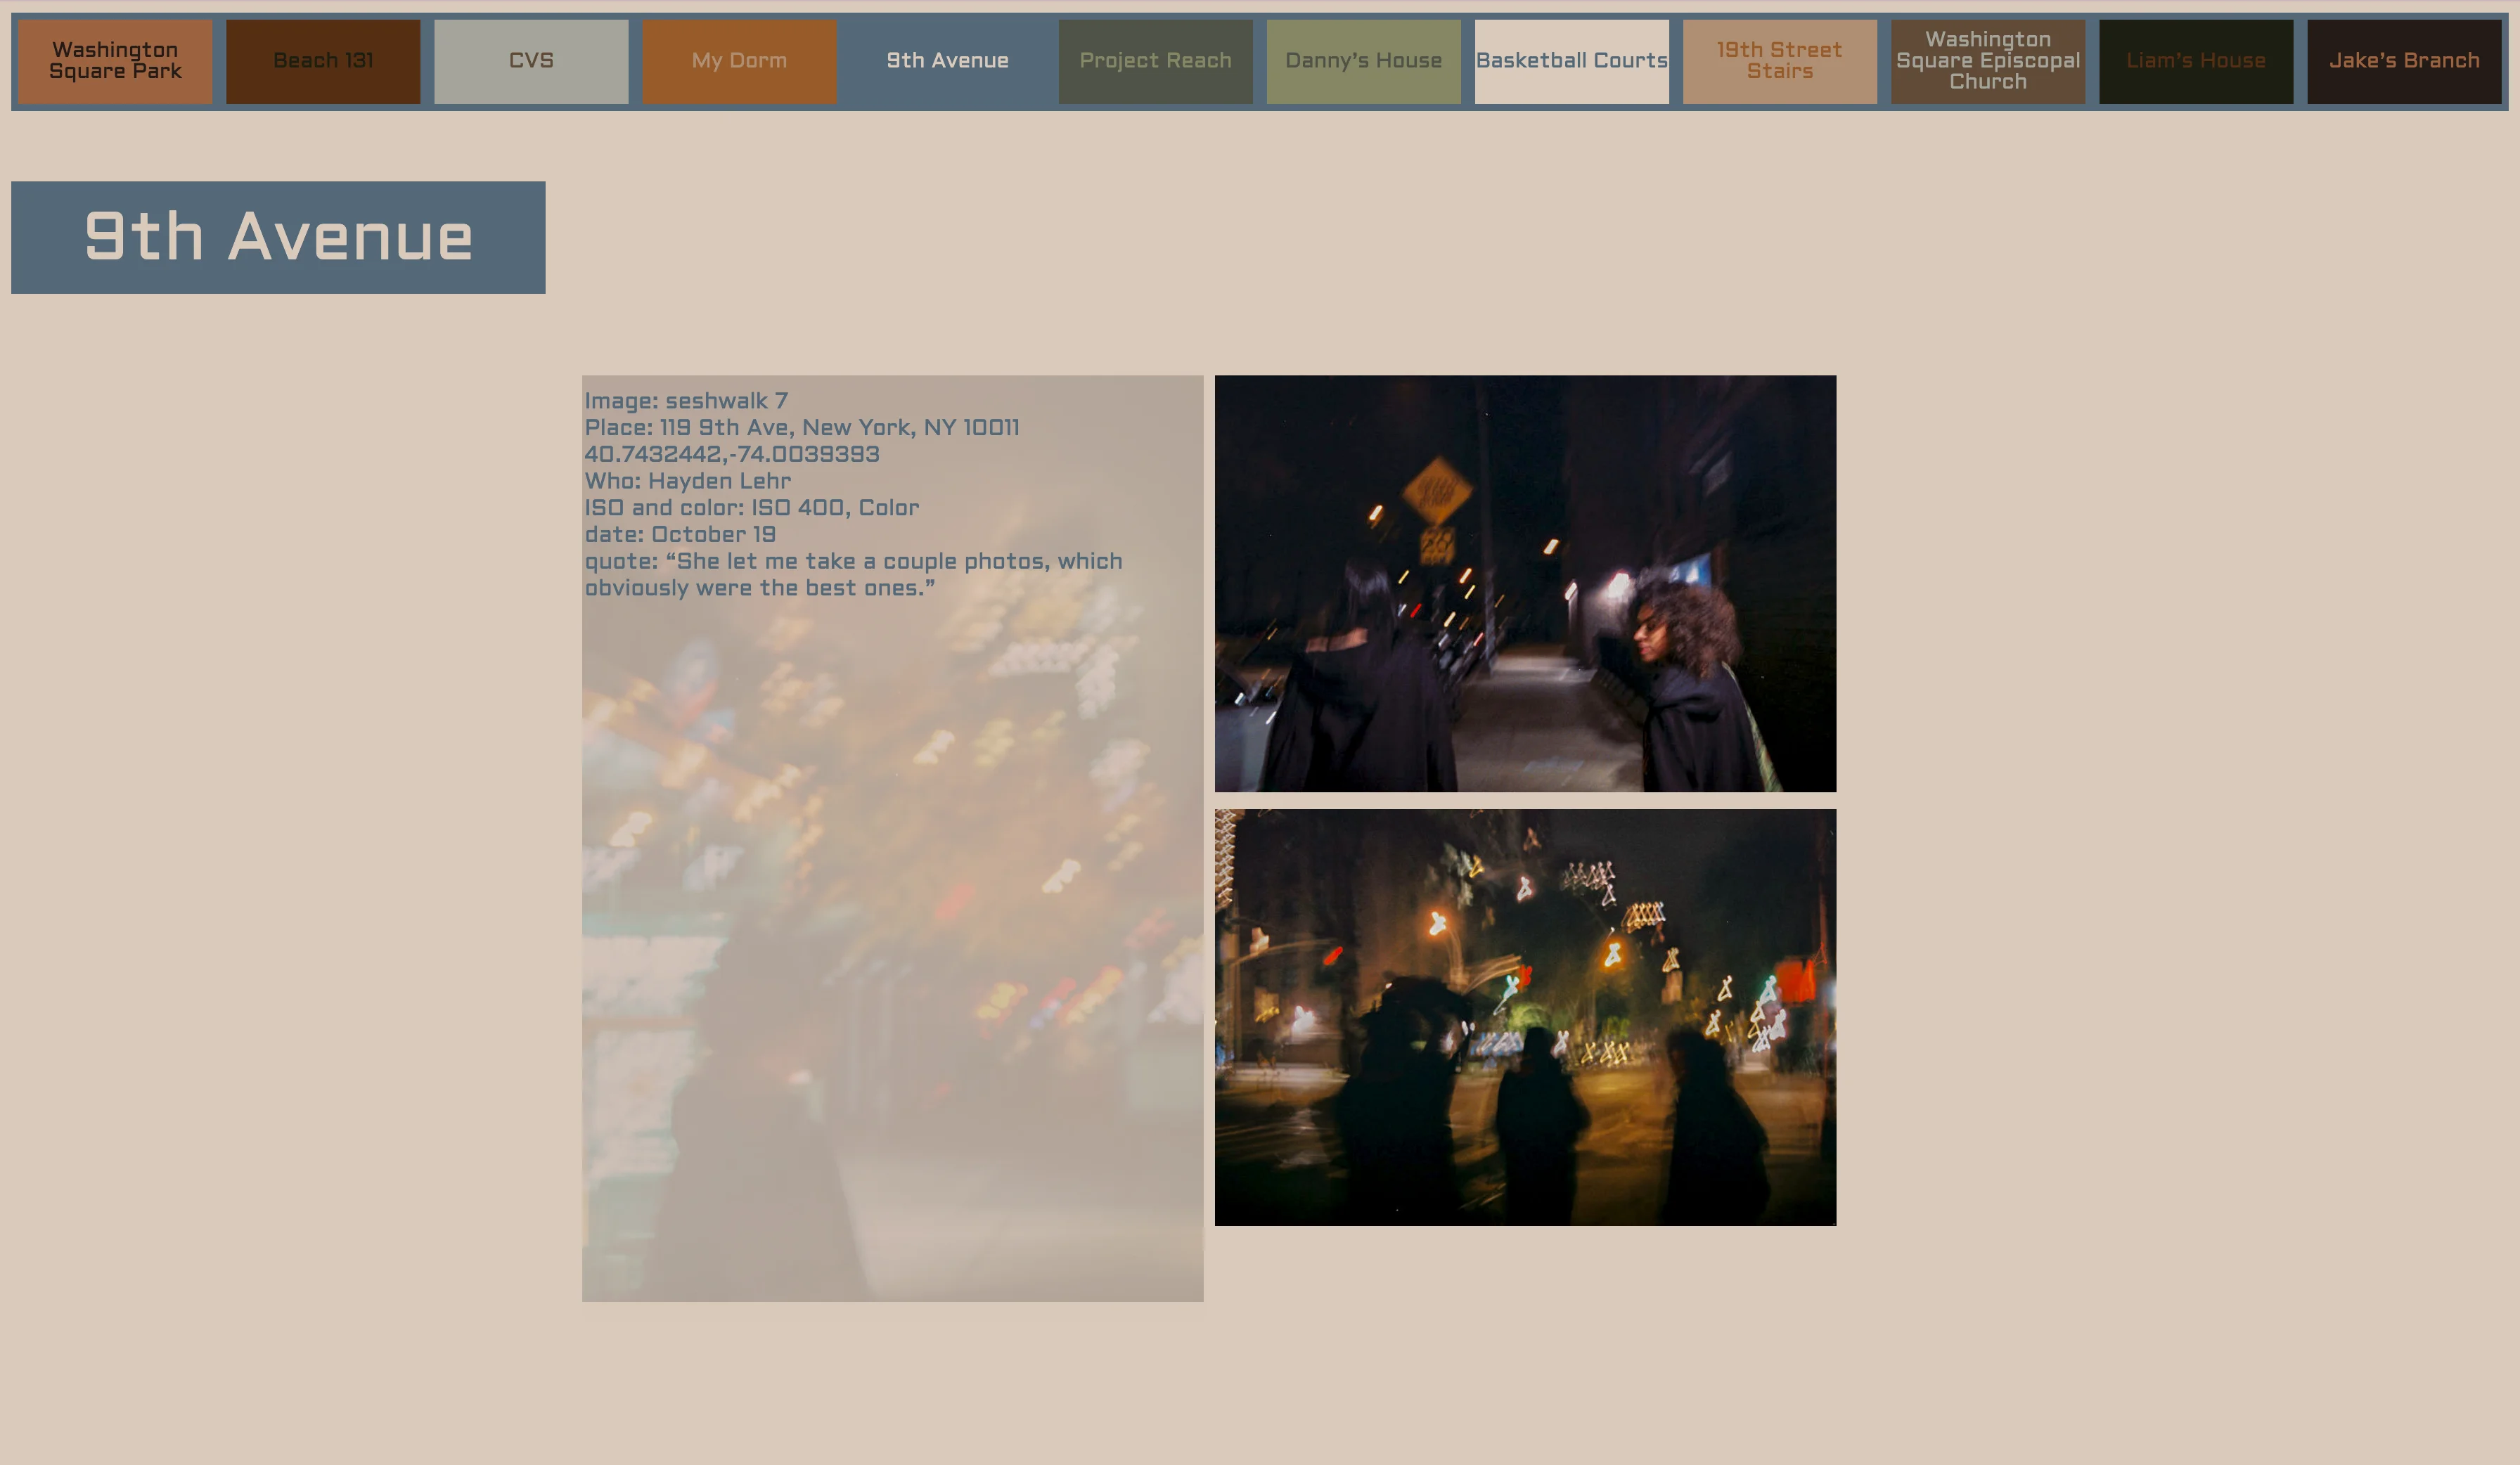 Washington
Square Park
Beach 131
CVS
My Dorm
9th Avenue
Project Reach
Danny’s House
Basketball Courts
19th Street
Stairs
Washington
Square Episcopal
Church
Liam’s House
Jake’s Branch
9th Avenue
Image: seshwalk 7
Place: 119 9th Ave, New York, NY 10011
40.7432442,-74.0039393
Who: Hayden Lehr
ISO and color: ISO 400, Color
date: October 19
quote: “She let me take a couple photos, which
obviously were the best ones.”